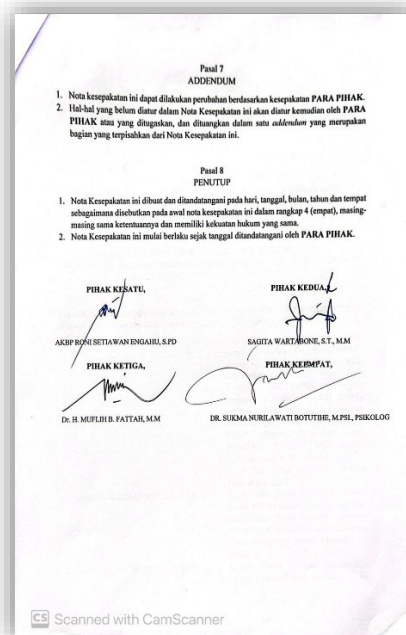 Pasal 7
ADDENDUM
1. Nota kesepakatan ini dapat dilakukan perubahan berdasarkan kesepakatan PARA PIHAK.
2. Hal-hal yang belum diatur dalam Nota Kesepakatan ini akan diatur kemudian oleh PARA
PIHAK atau yang ditugaskan, dan dituangkan dalam satu addendum yang merupakan
bagian yang terpisahkan dari Nota Kesepakatan ini.
Pasal 8
PENUTUP
1. Nota Kesepakatan ini dibuat dan ditandatangani pada hari, tanggal, bulan, tahun dan tempat
sebagaimana disebutkan pada awal nota kesepakatan ini dalam rangkap 4 (empat), masing-
masing sama ketentuannya dan memiliki kekuatan hukum yang sama.
2. Nota Kesepakatan ini mulai berlaku sejak tanggal ditandatangani oleh PARA PIHAK.
PIHAK KESATU,
PIHAK KEDUA,
AKBP RONI SETIAWAN ENGAHU, S.PD
SAGITA WARTABONE, S.T., M.M
PIHAK KETIGA,
PIHAK KEEMPAT,
Dr. H. MUFLIH B. FATTAH, M.M
DR. SUKMA NURILAWATI BOTUTIHE, M.PSI., PSIKOLOG
CS Scanned with CamScanner